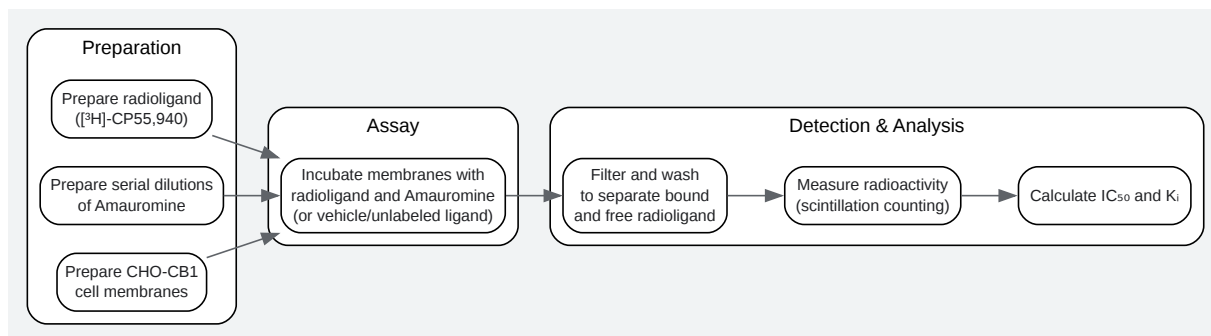 Preparation
Prepare radioligand
([³H]-CP55,940)
Prepare serial dilutions
of Amauromine
Prepare CHO-CB1
cell membranes
Assay
Incubate membranes with
radioligand and Amauromine
(or vehicle/unlabeled ligand)
Detection & Analysis
Filter and wash
to separate bound
and free radioligand
Measure radioactivity
(scintillation counting)
Calculate IC₅₀ and Kᵢ